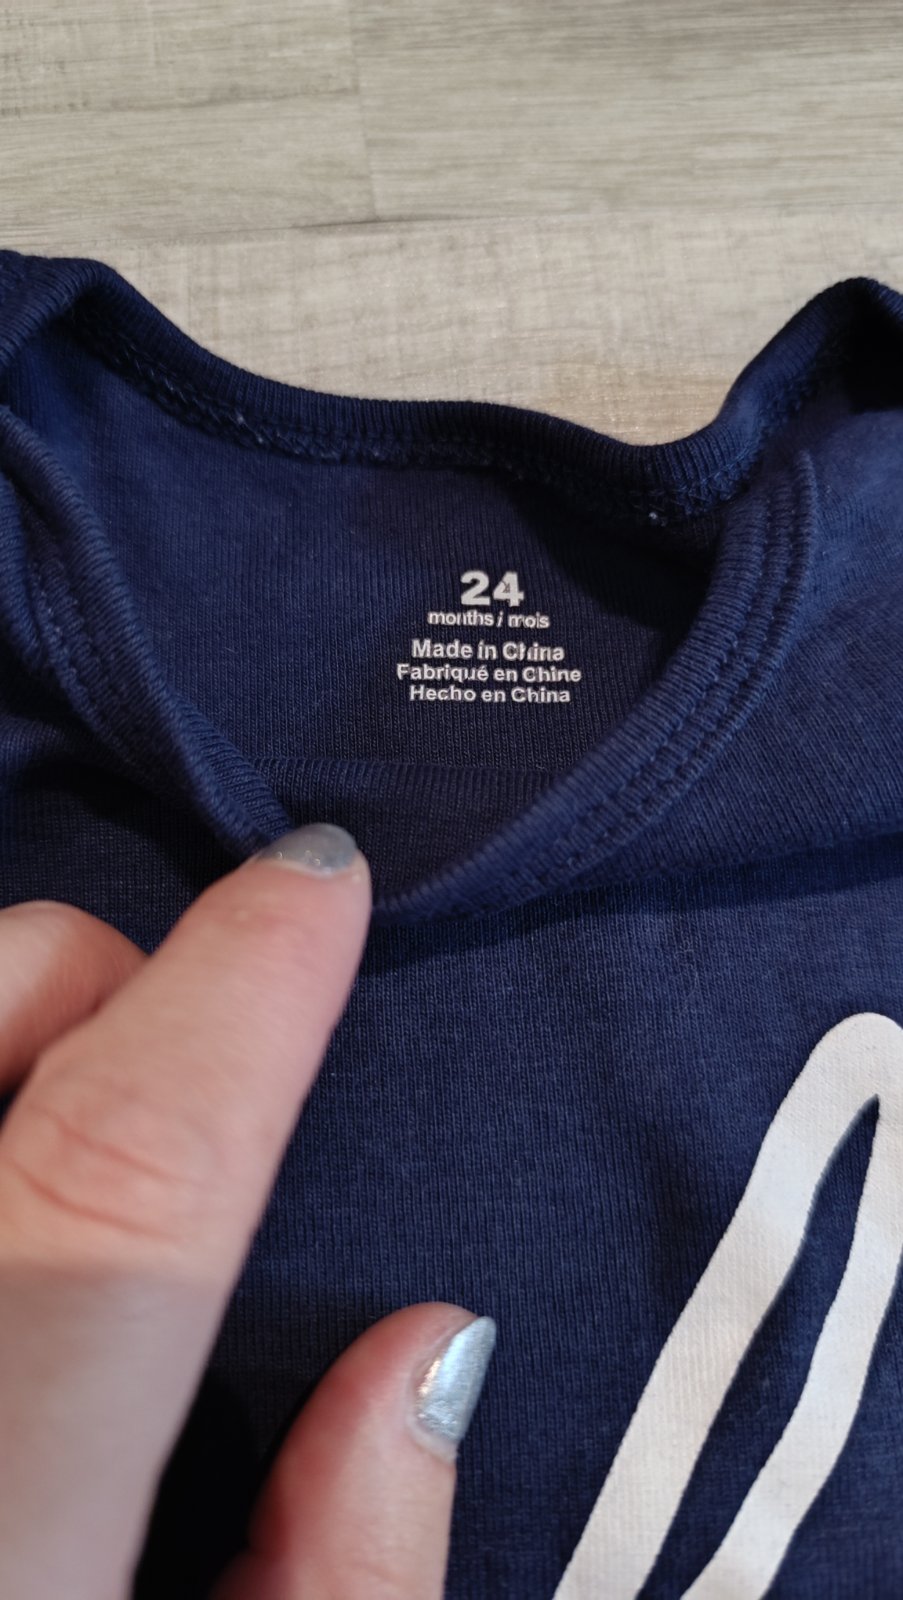 24
months / mois
Made in China
Fabriqué en Chine
Hecho en China